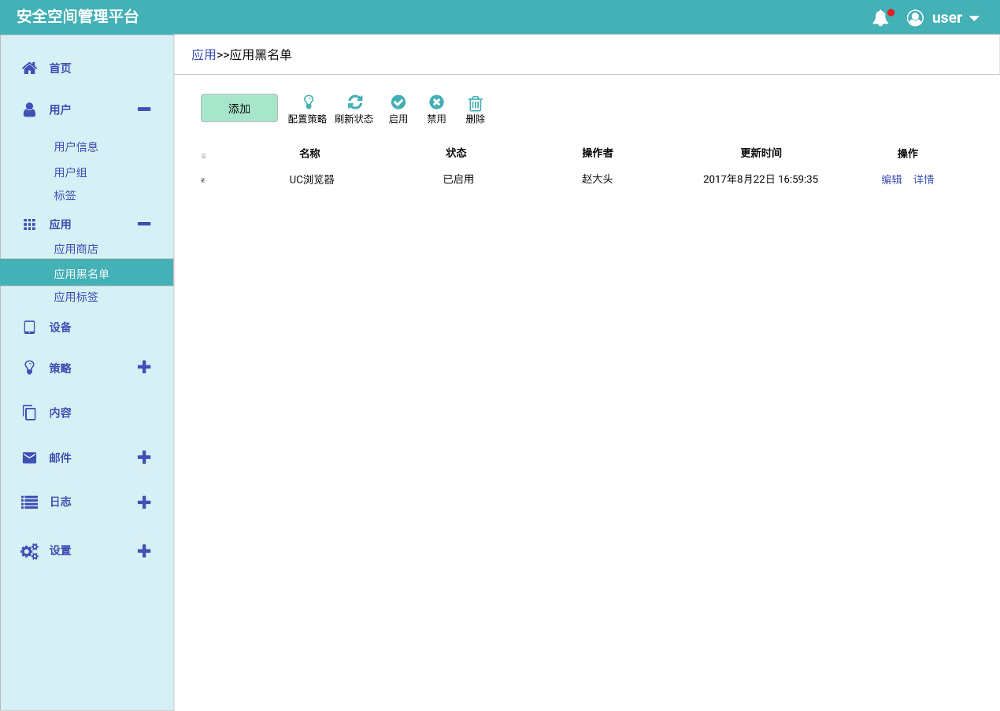 安全空间管理平台
user
首页
用户
用户信息
用户组
标签
应用
应用商店
应用黑名单
应用标签
设备
策略
内容
邮件
日志
设置
应用>>应用黑名单
添加
配置策略 刷新状态 启用 禁用 删除
名称 状态 操作者 更新时间 操作
UC浏览器 已启用 赵大头 2017年8月22日 16:59:35 编辑 详情